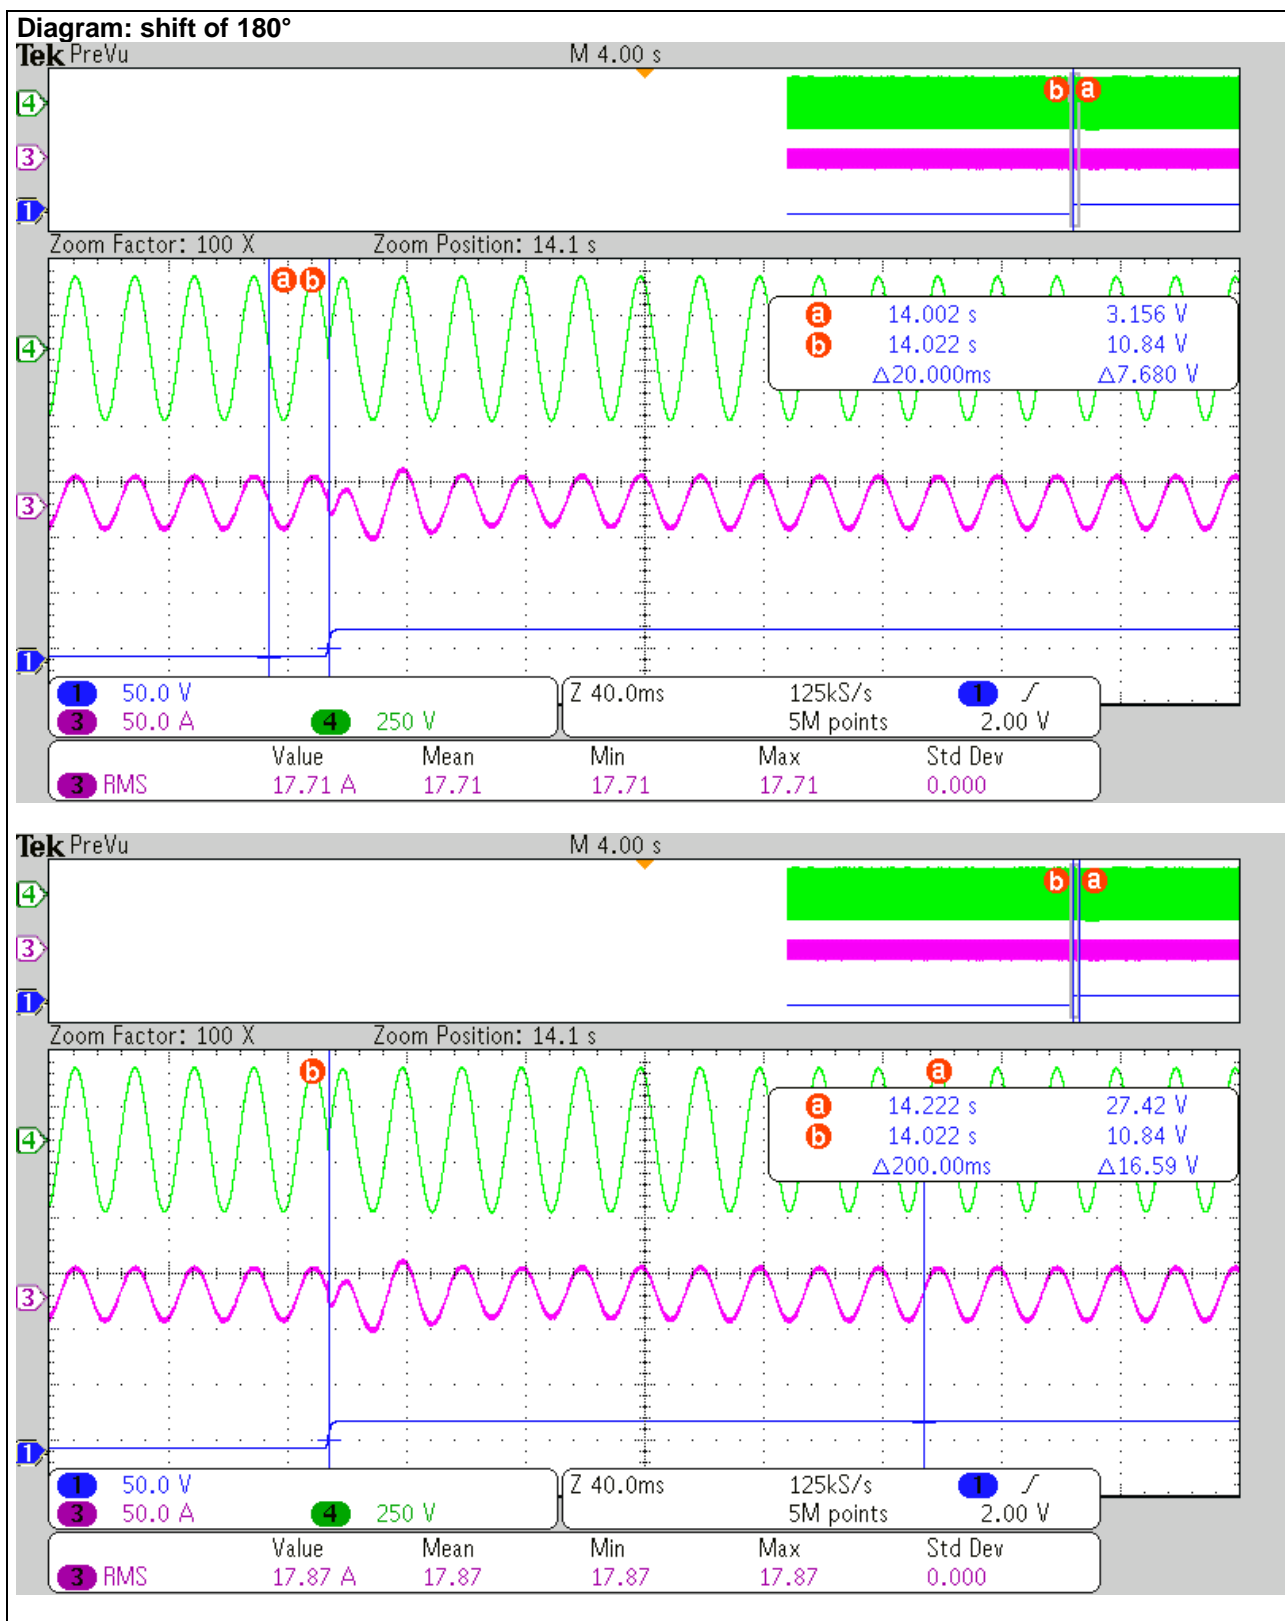 Diagram: shift of 180°
Tek PreVu M 4.00 s
b a
4
3
1
Zoom Factor: 100 X Zoom Position: 14.1 s
a b
a 14.002 s 3.156 V
4 b 14.022 s 10.84 V
△20.000ms △7.680 V
3
1
1 50.0 V Z 40.0ms 125kS/s 1
3 50.0 A 4 250 V 5M points 2.00 V
Value Mean Min Max Std Dev
3 RMS 17.71 A 17.71 17.71 17.71 0.000
Tek PreVu M 4.00 s
b a
4
3
1
Zoom Factor: 100 X Zoom Position: 14.1 s
b a
a 14.222 s 27.42 V
4 b 14.022 s 10.84 V
△200.00ms △16.59 V
3
1
1 50.0 V Z 40.0ms 125kS/s 1
3 50.0 A 4 250 V 5M points 2.00 V
Value Mean Min Max Std Dev
3 RMS 17.87 A 17.87 17.87 17.87 0.000